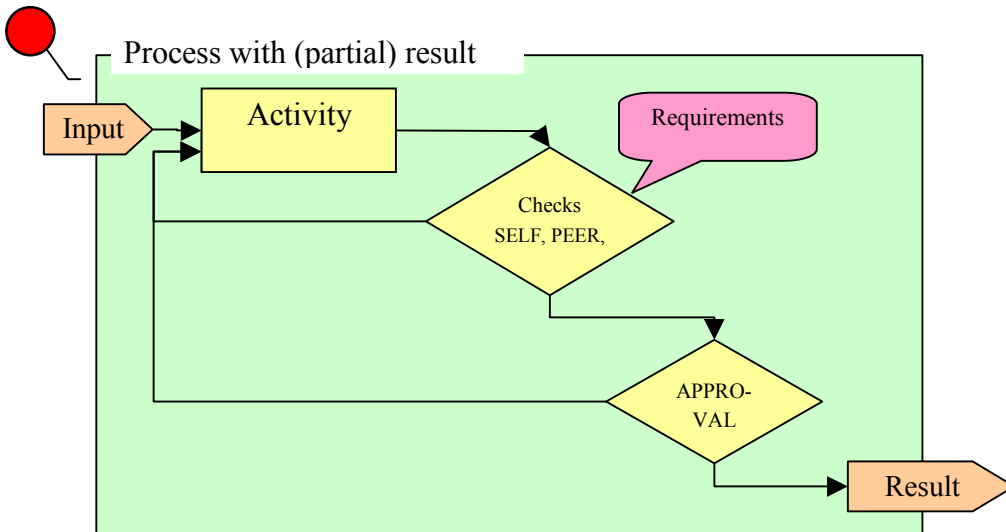 Process with (partial) result
Input
Activity
Requirements
Checks
SELF, PEER,
APPRO-
VAL
Result